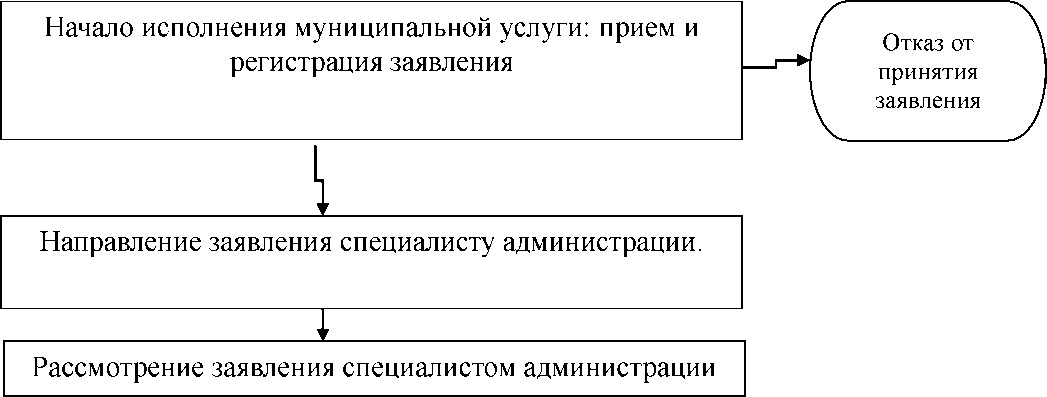 Начало исполнения муниципальной услуги: прием и
регистрация заявления
Отказ от
принятия
заявления
Направление заявления специалисту администрации.
Рассмотрение заявления специалистом администрации